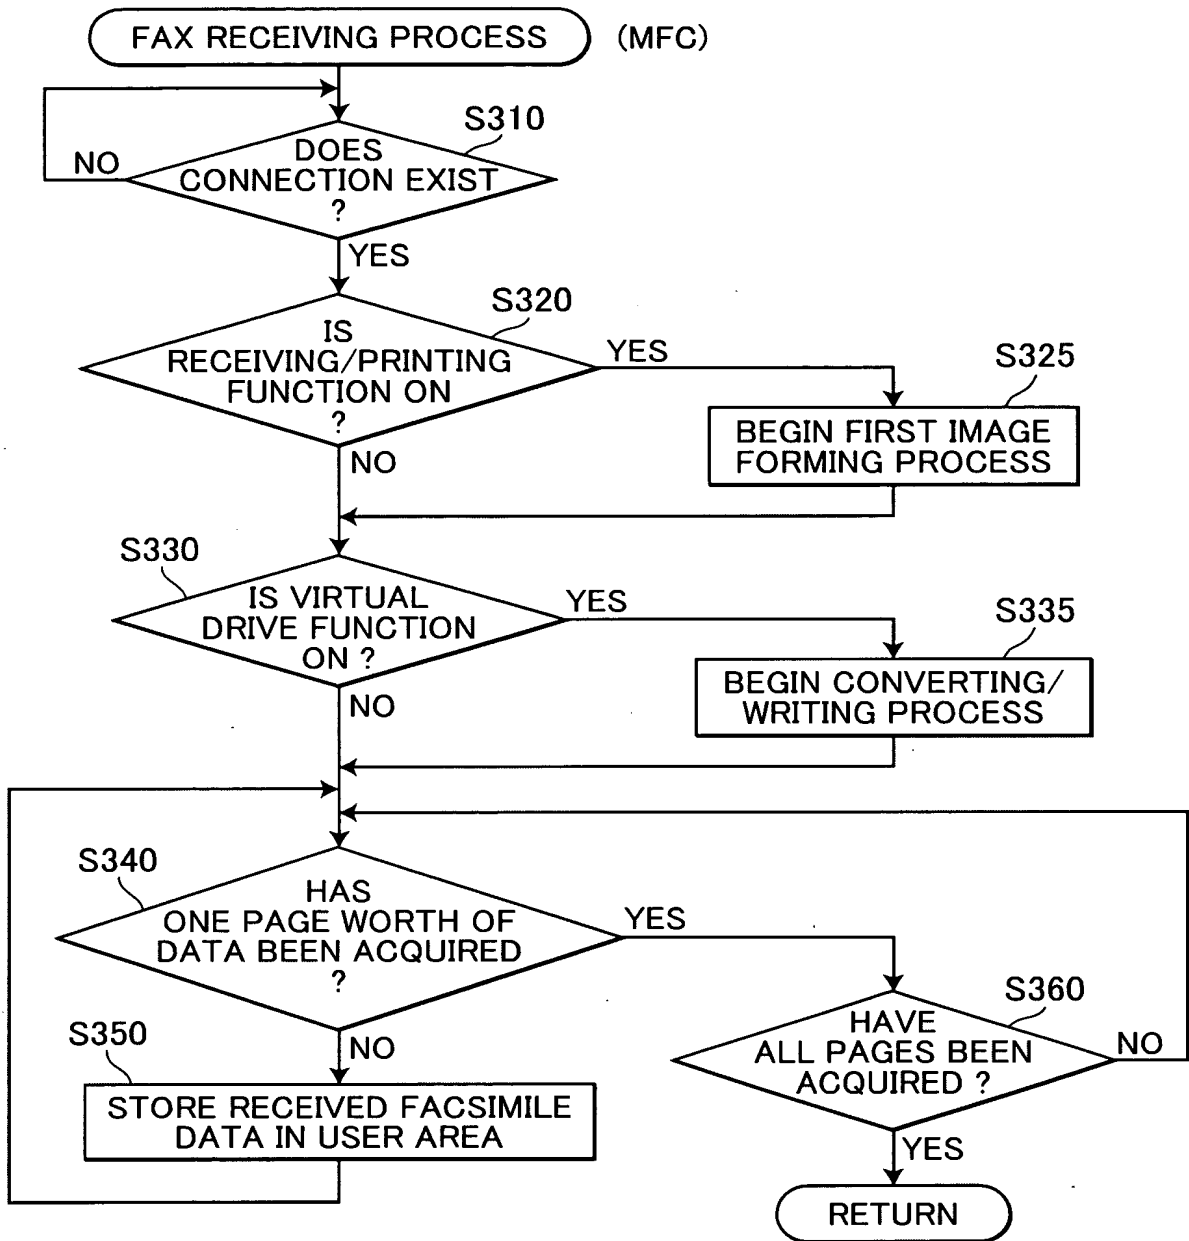 FAX RECEIVING PROCESS (MFC)
S310
DOES
CONNECTION EXIST
?
NO
YES
S320
IS
RECEIVING/PRINTING
FUNCTION ON
?
YES
NO
S325
BEGIN FIRST IMAGE
FORMING PROCESS
S330
IS VIRTUAL
DRIVE FUNCTION
ON ?
YES
NO
S335
BEGIN CONVERTING/
WRITING PROCESS
S340
HAS
ONE PAGE WORTH OF
DATA BEEN ACQUIRED
?
YES
NO
S350
STORE RECEIVED FACSIMILE
DATA IN USER AREA
S360
HAVE
ALL PAGES BEEN
ACQUIRED ?
NO
YES
RETURN